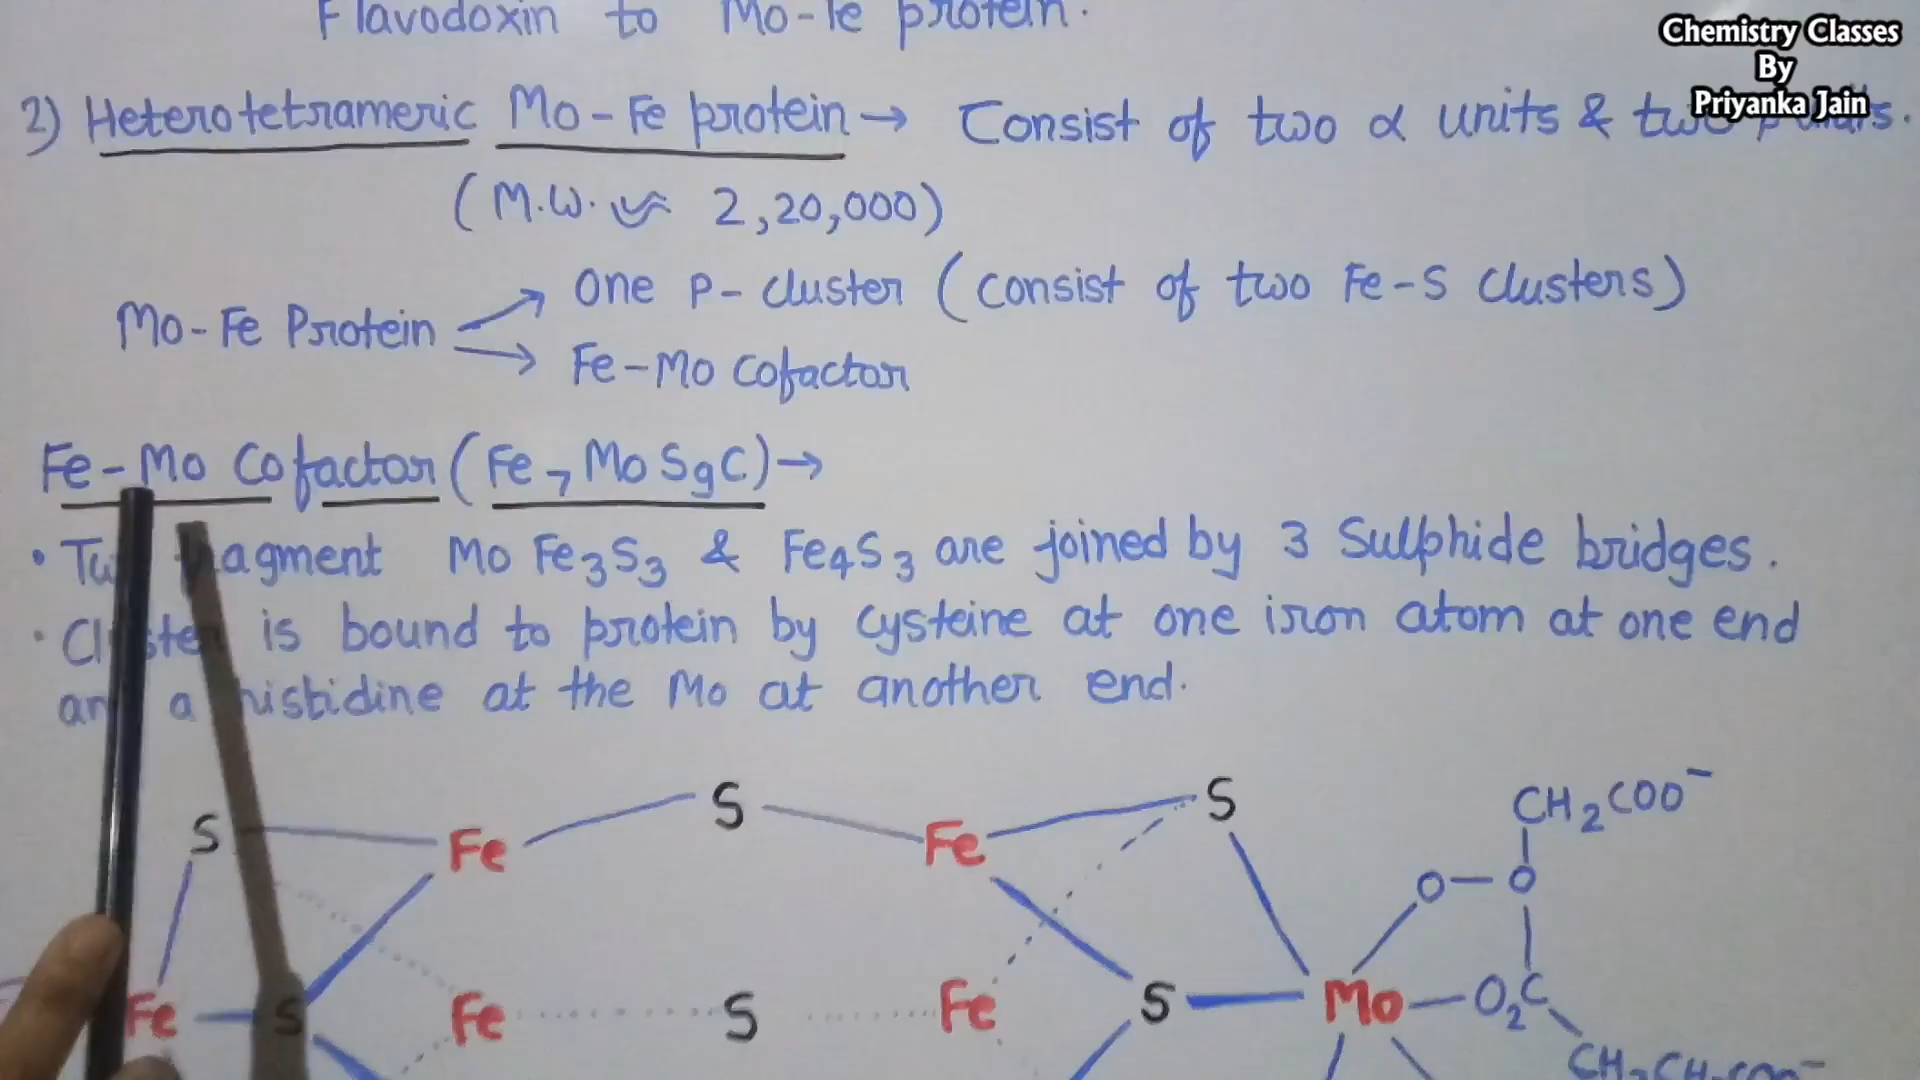 Flavodoxin to Mo-Fe protein.
Chemistry Classes
By
Priyanka Jain
2) Heterotetrameric Mo-Fe protein → Consist of two α units & two
(M.W. ≈ 2,20,000)
Mo-Fe Protein → One P-cluster (consist of two Fe-S clusters)
→ Fe-Mo Cofactor
Fe-Mo Cofactor (Fe7MoS9C) →
• agment MoFe3S3 & Fe4S3 are joined by 3 Sulphide bridges.
• is bound to protein by cysteine at one iron atom at one end
a histidine at the Mo at another end.
S Fe S Fe S CH2COO⁻
O-O
Fe S Fe S Fe S Mo-O2C